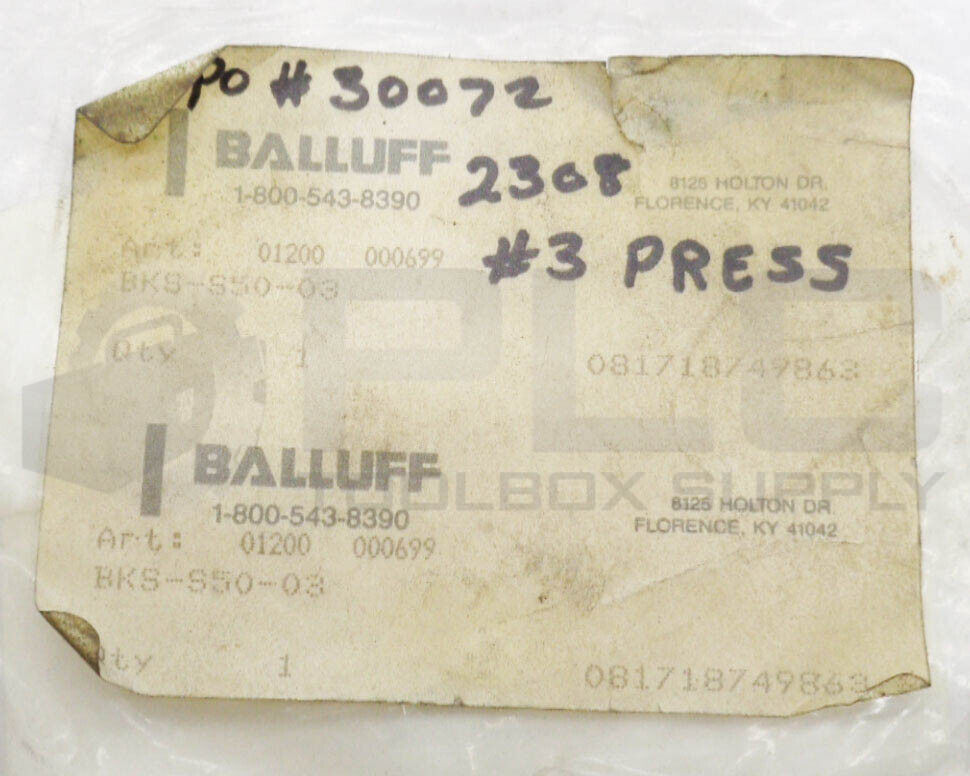 PO #30072
BALLUFF
1-800-543-8390
2308
8125 HOLTON DR.
FLORENCE, KY 41042
Art: 01200 000699
#3 PRESS
BKS-S50-03
Qty 1 081718749863
PLC
TOOLBOX SUPPLY
BALLUFF
1-800-543-8390
8125 HOLTON DR.
FLORENCE, KY 41042
Art: 01200 000699
BKS-S50-03
Qty 1 081718749863